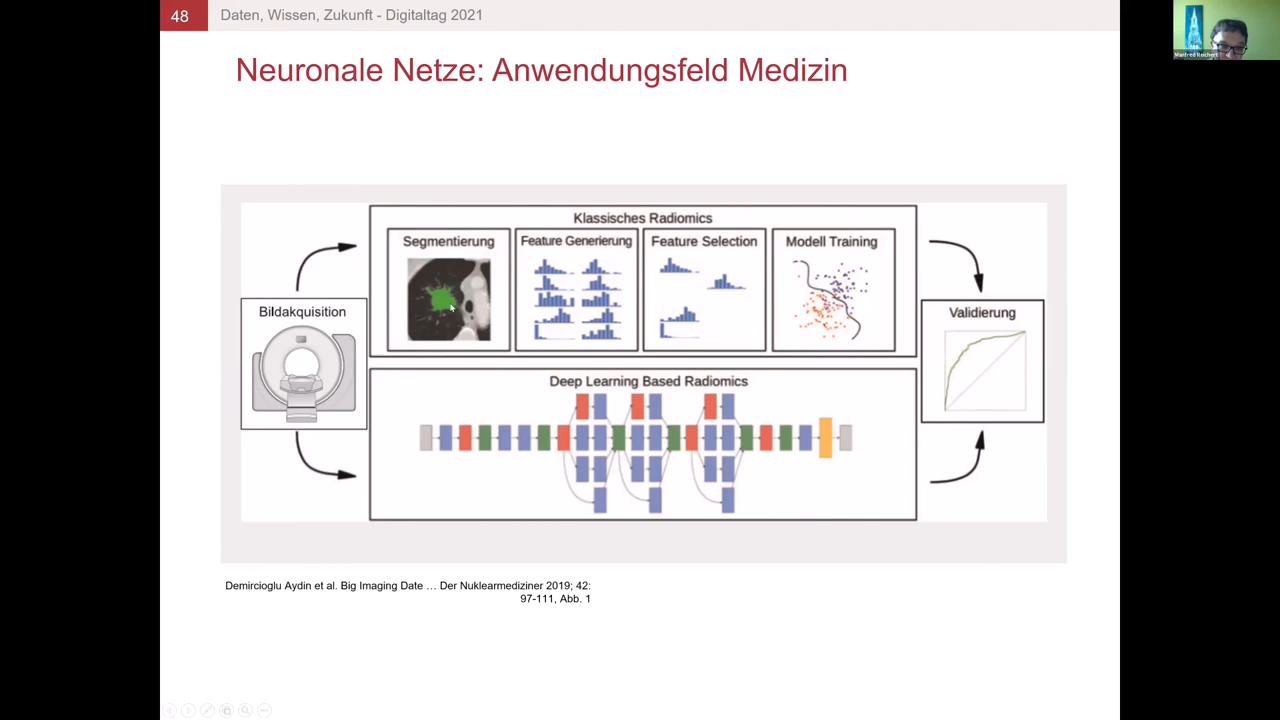 48
Daten, Wissen, Zukunft - Digitaltag 2021
Manfred Reichert
Neuronale Netze: Anwendungsfeld Medizin
Klassisches Radiomics
Segmentierung
Feature Generierung
Feature Selection
Modell Training
Bildakquisition
Validierung
Deep Learning Based Radiomics
Demircioglu Aydin et al. Big Imaging Date … Der Nuklearmediziner 2019; 42:
97-111, Abb. 1